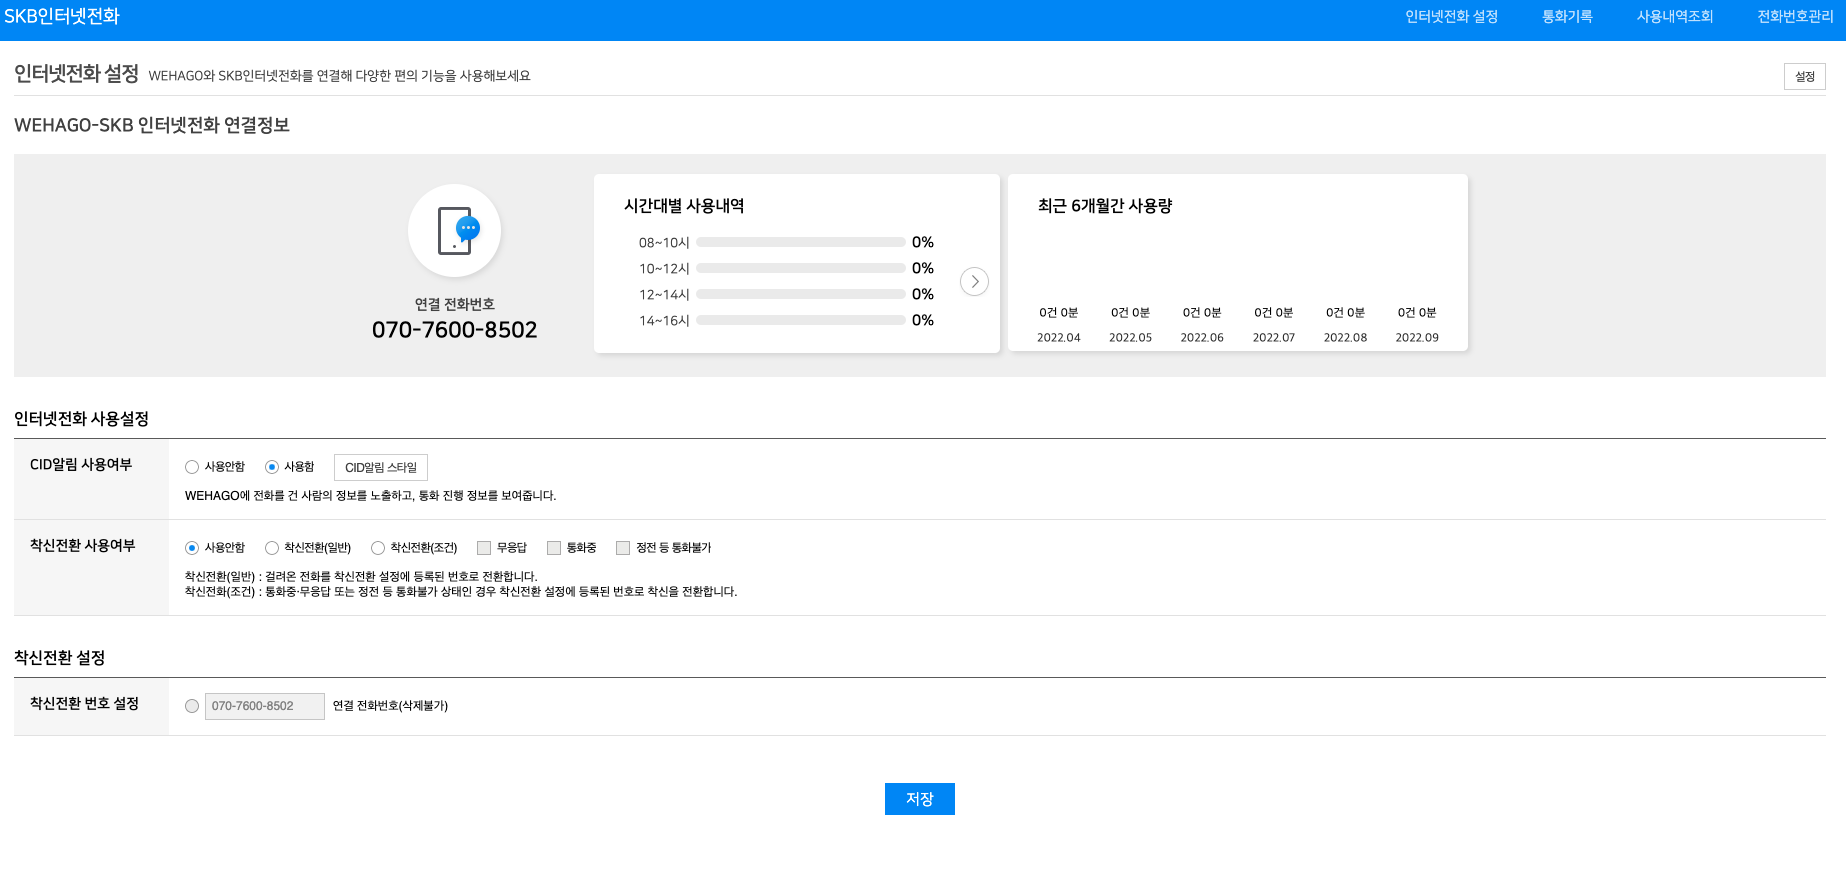 SKB인터넷전화
인터넷전화 설정 통화기록 사용내역조회 전화번호관리
인터넷전화 설정 WEHAGO와 SKB인터넷전화를 연결해 다양한 편의 기능을 사용해보세요
설정
WEHAGO-SKB 인터넷전화 연결정보
연결 전화번호
070-7600-8502
시간대별 사용내역
08~10시 0%
10~12시 0%
12~14시 0%
14~16시 0%
최근 6개월간 사용량
0건 0분 0건 0분 0건 0분 0건 0분 0건 0분 0건 0분
2022.04 2022.05 2022.06 2022.07 2022.08 2022.09
인터넷전화 사용설정
CID알림 사용여부
사용안함 사용함 CID알림 스타일
WEHAGO에 전화를 건 사람의 정보를 노출하고, 통화 진행 정보를 보여줍니다.
착신전환 사용여부
사용안함 착신전환(일반) 착신전환(조건) 무응답 통화중 정전 등 통화불가
착신전환(일반) : 걸려온 전화를 착신전환 설정에 등록된 번호로 전환합니다.
착신전화(조건) : 통화중·무응답 또는 정전 등 통화불가 상태인 경우 착신전환 설정에 등록된 번호로 착신을 전환합니다.
착신전환 설정
착신전환 번호 설정
070-7600-8502 연결 전화번호(삭제불가)
저장